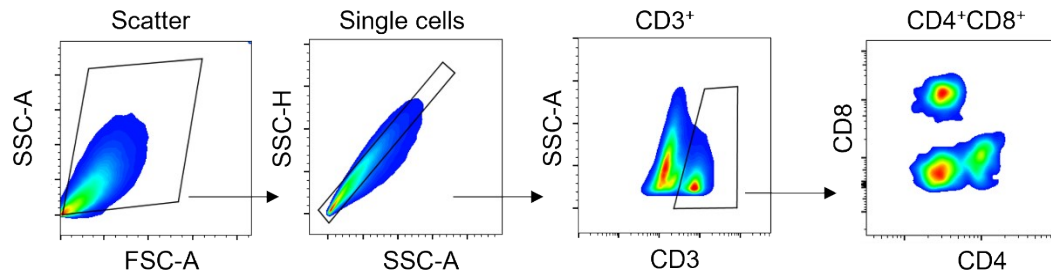 Scatter
Single cells
CD3⁺
CD4⁺CD8⁺
SSC-A
FSC-A
SSC-H
SSC-A
SSC-A
CD3
CD8
CD4